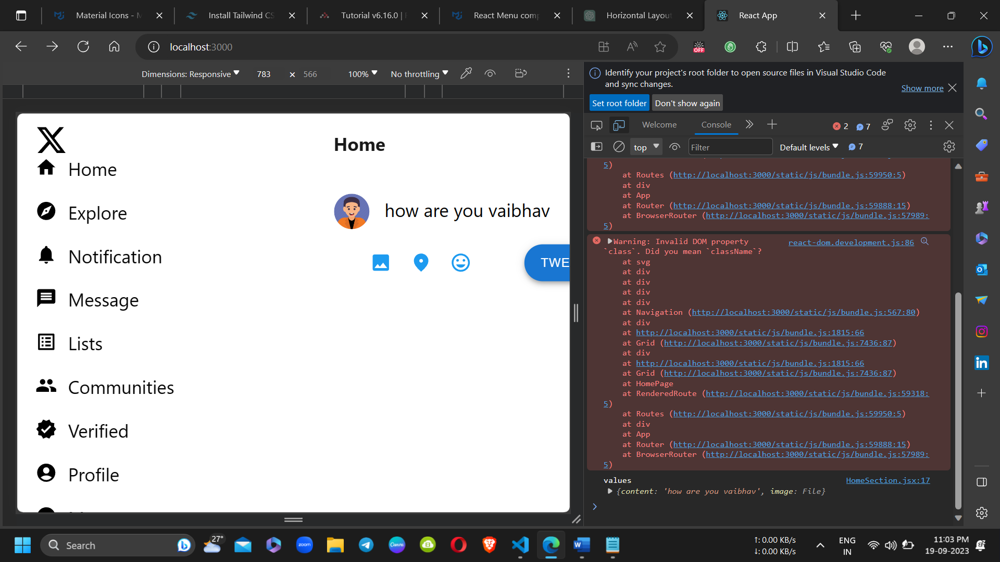 Material Icons - M
Install Tailwind CS
Tutorial v6.16.0 |
React Menu comp
Horizontal Layout
React App
localhost:3000
OFF
Dimensions: Responsive
783
×
566
100%
No throttling
Identify your project's root folder to open source files in Visual Studio Code
and sync changes.
Show more
Set root folder
Don't show again
Welcome
Console
2
7
top
Filter
Default levels
7
Home
Home
Explore
Notification
Message
Lists
Communities
Verified
Profile
how are you vaibhav
TWE
5)
at Routes (http://localhost:3000/static/js/bundle.js:59950:5)
at div
at App
at Router (http://localhost:3000/static/js/bundle.js:59888:15)
at BrowserRouter (http://localhost:3000/static/js/bundle.js:57989:
5)
Warning: Invalid DOM property
react-dom.development.js:86
`class`. Did you mean `className`?
at svg
at div
at div
at div
at div
at Navigation (http://localhost:3000/static/js/bundle.js:567:80)
at div
at http://localhost:3000/static/js/bundle.js:1815:66
at Grid (http://localhost:3000/static/js/bundle.js:7436:87)
at div
at http://localhost:3000/static/js/bundle.js:1815:66
at Grid (http://localhost:3000/static/js/bundle.js:7436:87)
at HomePage
at RenderedRoute (http://localhost:3000/static/js/bundle.js:59318:
5)
at Routes (http://localhost:3000/static/js/bundle.js:59950:5)
at div
at App
at Router (http://localhost:3000/static/js/bundle.js:59888:15)
at BrowserRouter (http://localhost:3000/static/js/bundle.js:57989:
5)
values
HomeSection.jsx:17
{content: 'how are you vaibhav', image: File}
Search
27°
zoom
Canva
↑: 0.00 KB/s
↓: 0.00 KB/s
ENG
IN
11:03 PM
19-09-2023